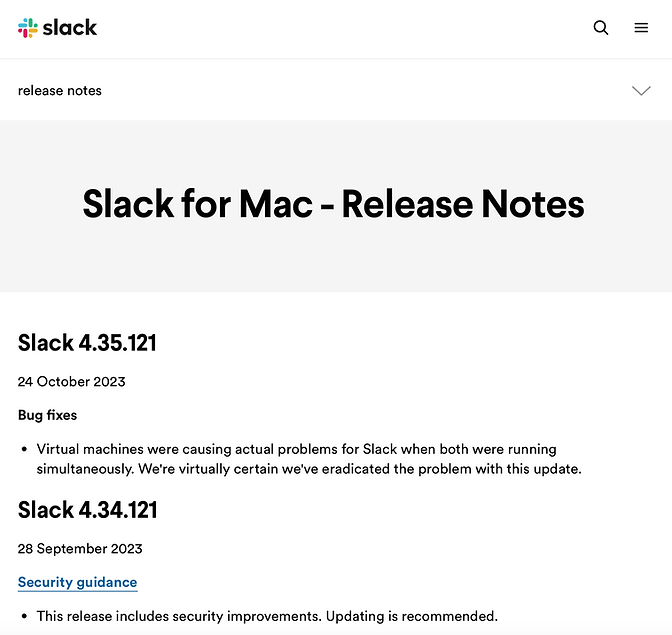 slack
release notes
Slack for Mac - Release Notes
Slack 4.35.121
24 October 2023
Bug fixes
• Virtual machines were causing actual problems for Slack when both were running
simultaneously. We're virtually certain we've eradicated the problem with this update.
Slack 4.34.121
28 September 2023
Security guidance
• This release includes security improvements. Updating is recommended.